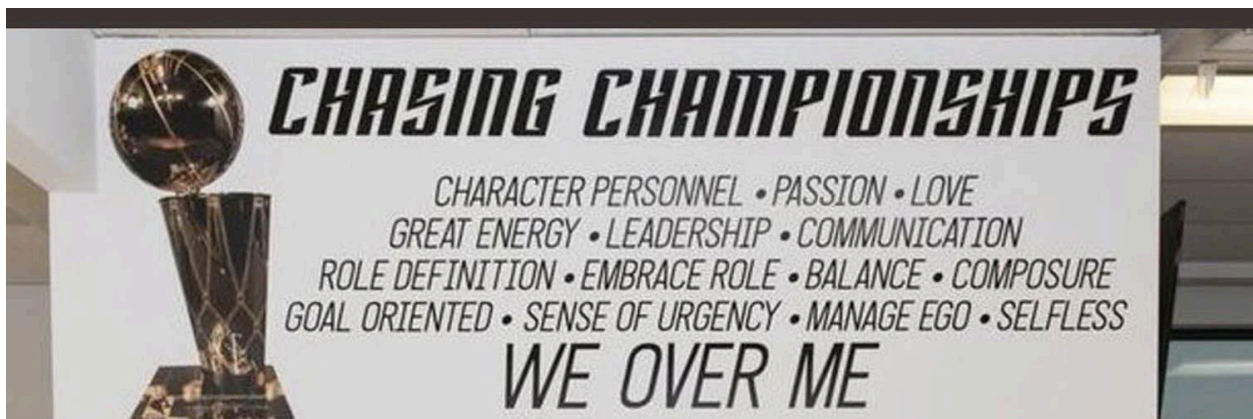 CHASING CHAMPIONSHIPS
CHARACTER PERSONNEL • PASSION • LOVE
GREAT ENERGY • LEADERSHIP • COMMUNICATION
ROLE DEFINITION • EMBRACE ROLE • BALANCE • COMPOSURE
GOAL ORIENTED • SENSE OF URGENCY • MANAGE EGO • SELFLESS
WE OVER ME